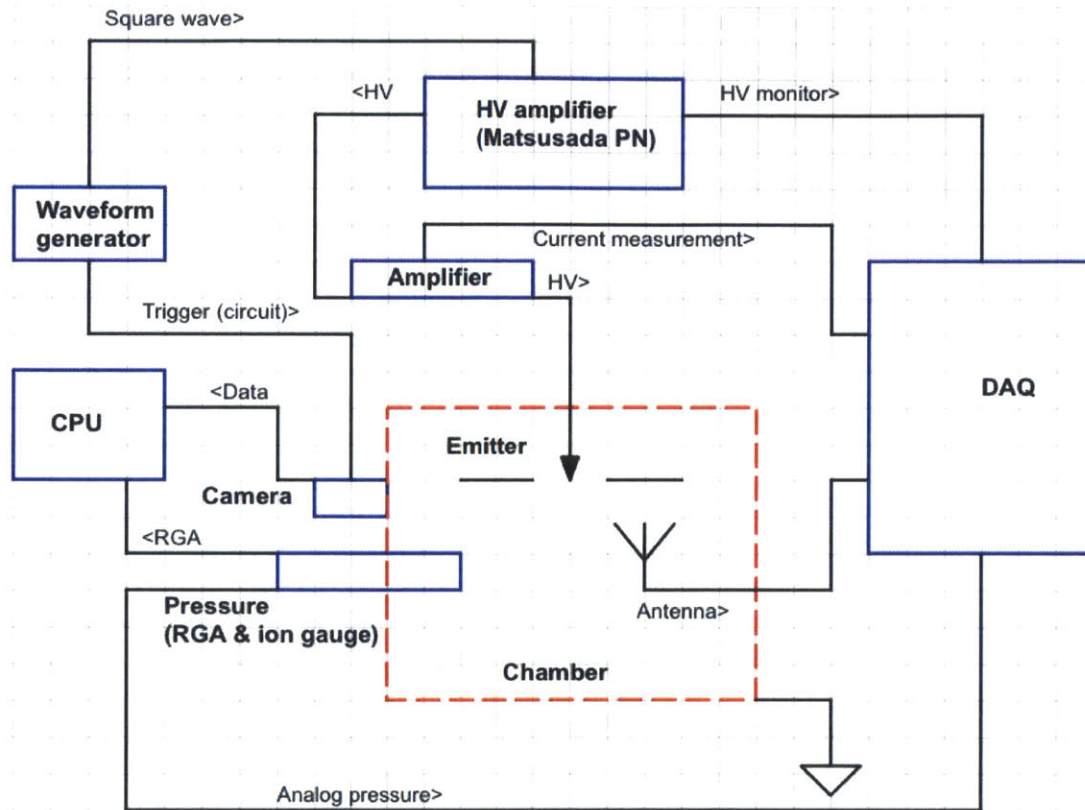 Square wave>
<HV
HV amplifier
(Matsusada PN)
HV monitor>
Waveform
generator
Current measurement>
Amplifier
HV>
Trigger (circuit)>
CPU
<Data
DAQ
Emitter
Camera
<RGA
Pressure
(RGA & ion gauge)
Antenna>
Chamber
Analog pressure>